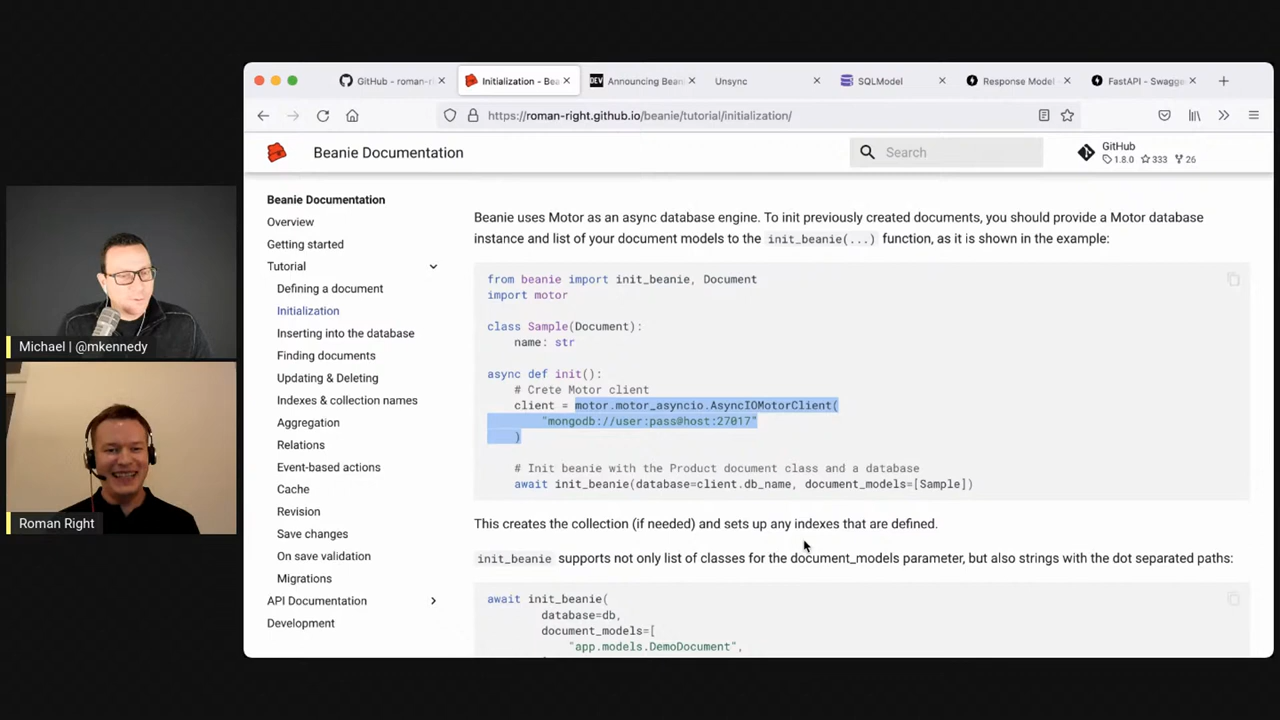 GitHub - roman-ri
Initialization - Bea
DEV
Announcing Bean
Unsync
SQLModel
Response Model -
FastAPI - Swagge
https://roman-right.github.io/beanie/tutorial/initialization/
Beanie Documentation
Search
GitHub
1.8.0 333 26
Beanie Documentation
Overview
Getting started
Tutorial
Defining a document
Initialization
Inserting into the database
Finding documents
Updating & Deleting
Indexes & collection names
Aggregation
Relations
Event-based actions
Cache
Revision
Save changes
On save validation
Migrations
API Documentation
Development
Beanie uses Motor as an async database engine. To init previously created documents, you should provide a Motor database
instance and list of your document models to the init_beanie(...) function, as it is shown in the example:
from beanie import init_beanie, Document
import motor
class Sample(Document):
name: str
async def init():
# Crete Motor client
client = motor.motor_asyncio.AsyncIOMotorClient(
"mongodb://user:pass@host:27017"
)
# Init beanie with the Product document class and a database
await init_beanie(database=client.db_name, document_models=[Sample])
This creates the collection (if needed) and sets up any indexes that are defined.
init_beanie supports not only list of classes for the document_models parameter, but also strings with the dot separated paths:
await init_beanie(
database=db,
document_models=[
"app.models.DemoDocument",
Michael | @mkennedy
Roman Right